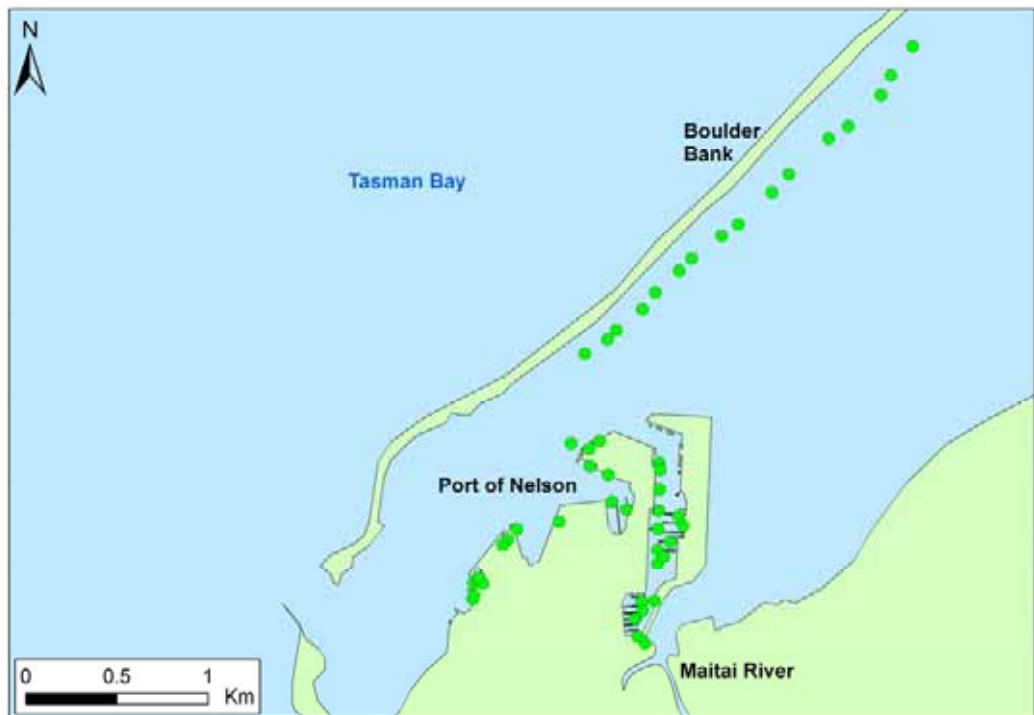 N
Boulder
Bank
Tasman Bay
Port of Nelson
Maitai River
0 0.5 1
Km